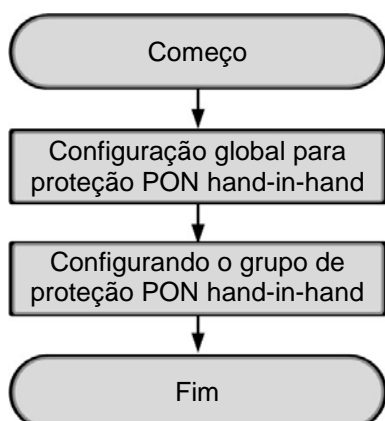 Começo
Configuração global para
proteção PON hand-in-hand
Configurando o grupo de
proteção PON hand-in-hand
Fim